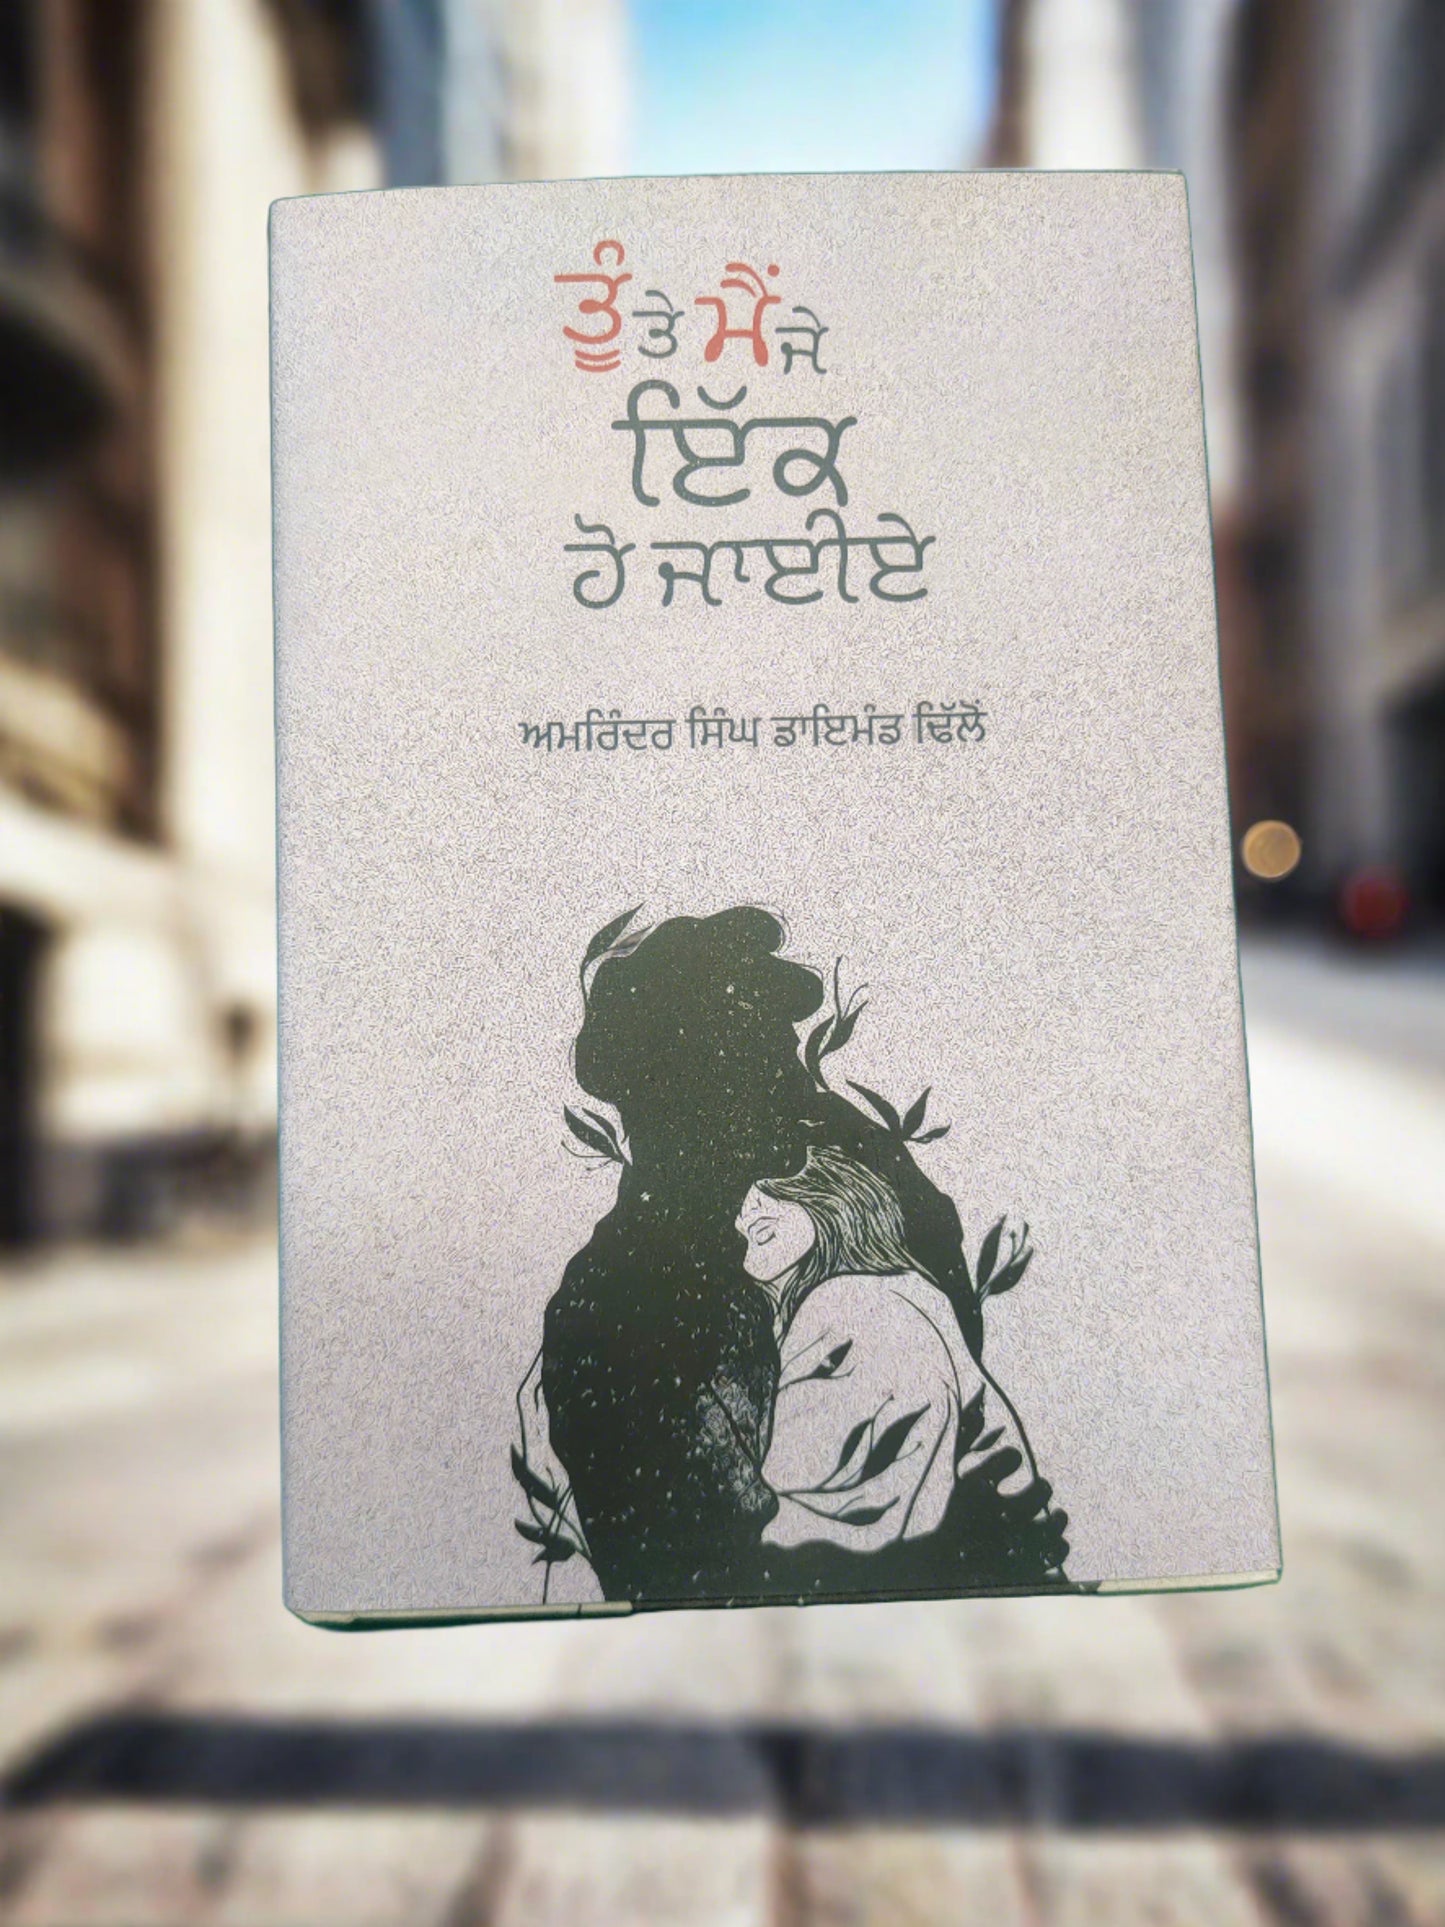 ਤੂੰ ਤੇ ਮੈਂ ਜੇ
ਇੱਕ
ਹੋ ਜਾਈਏ
ਅਮਰਿੰਦਰ ਸਿੰਘ ਡਾਇਮੰਡ ਢਿੱਲੋਂ